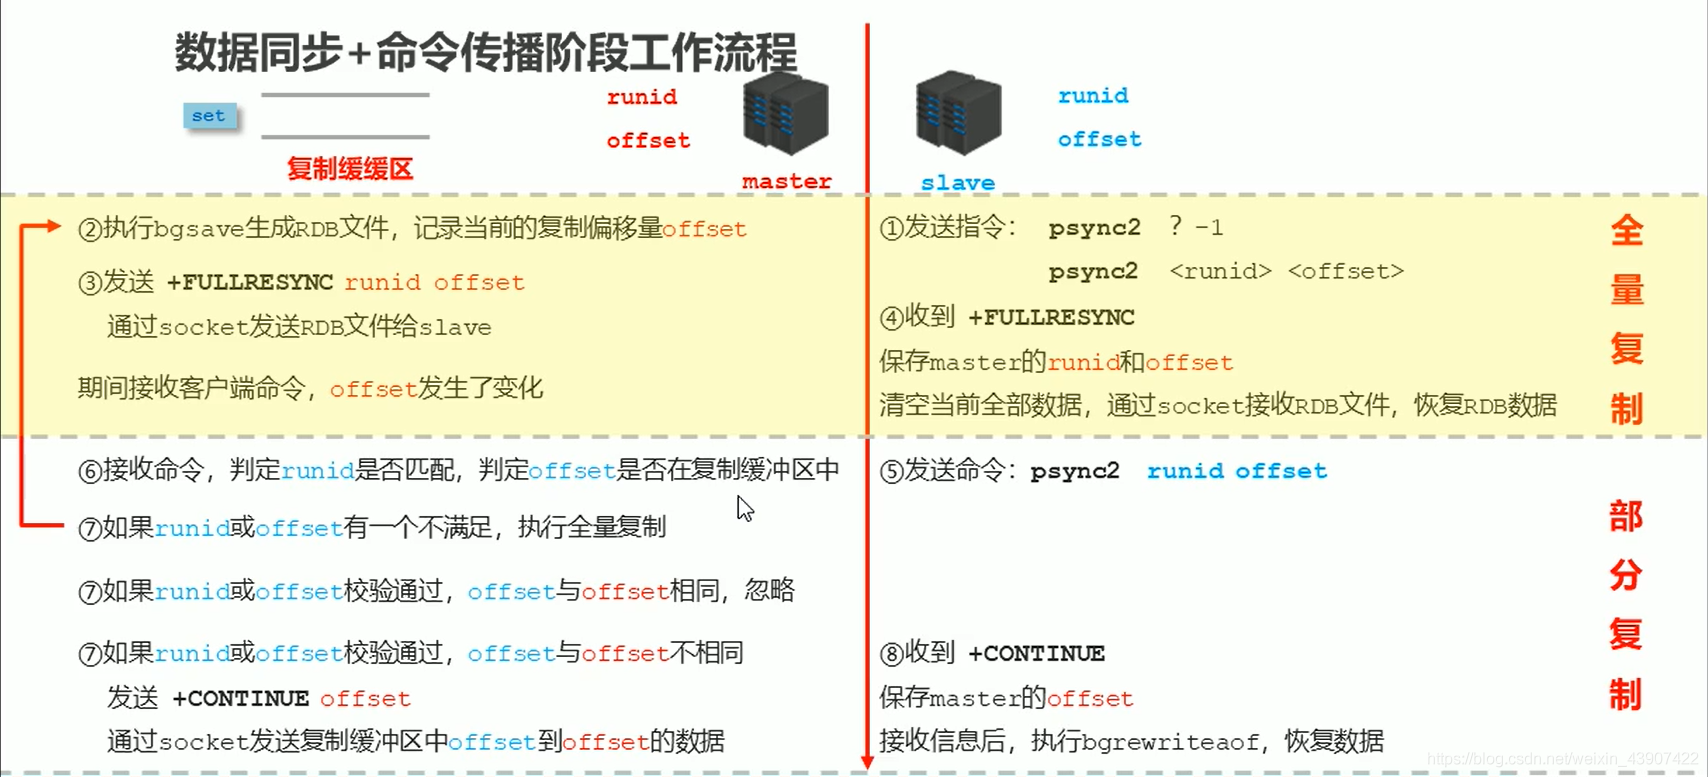 数据同步+命令传播阶段工作流程
set
复制缓缓区
runid
offset
master
runid
offset
slave
②执行bgsave生成RDB文件，记录当前的复制偏移量offset
③发送 +FULLRESYNC runid offset
通过socket发送RDB文件给slave
期间接收客户端命令，offset发生了变化
①发送指令： psync2 ? -1
psync2 <runid> <offset>
④收到 +FULLRESYNC
保存master的runid和offset
清空当前全部数据，通过socket接收RDB文件，恢复RDB数据
全量复制
⑥接收命令，判定runid是否匹配，判定offset是否在复制缓冲区中
⑦如果runid或offset有一个不满足，执行全量复制
⑦如果runid或offset校验通过，offset与offset相同，忽略
⑦如果runid或offset校验通过，offset与offset不相同
发送 +CONTINUE offset
通过socket发送复制缓冲区中offset到offset的数据
⑤发送命令：psync2 runid offset
⑧收到 +CONTINUE
保存master的offset
接收信息后，执行bgrewriteaof，恢复数据
部分复制
https://blog.csdn.net/weixin_43907422